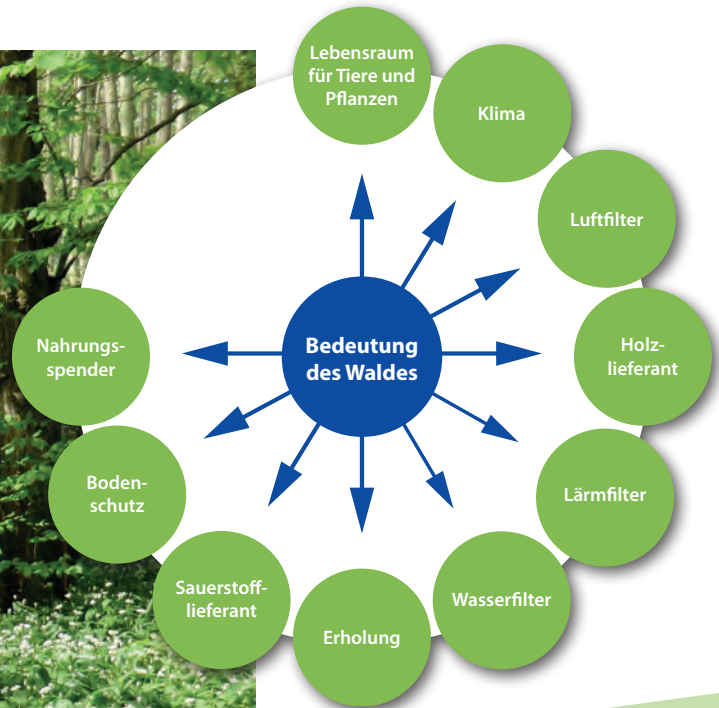 Lebensraum
für Tiere und
Pflanzen
Klima
Luftfilter
Holz-
lieferant
Lärmfilter
Wasserfilter
Erholung
Sauerstoff-
lieferant
Boden-
schutz
Nahrungs-
spender
Bedeutung
des Waldes